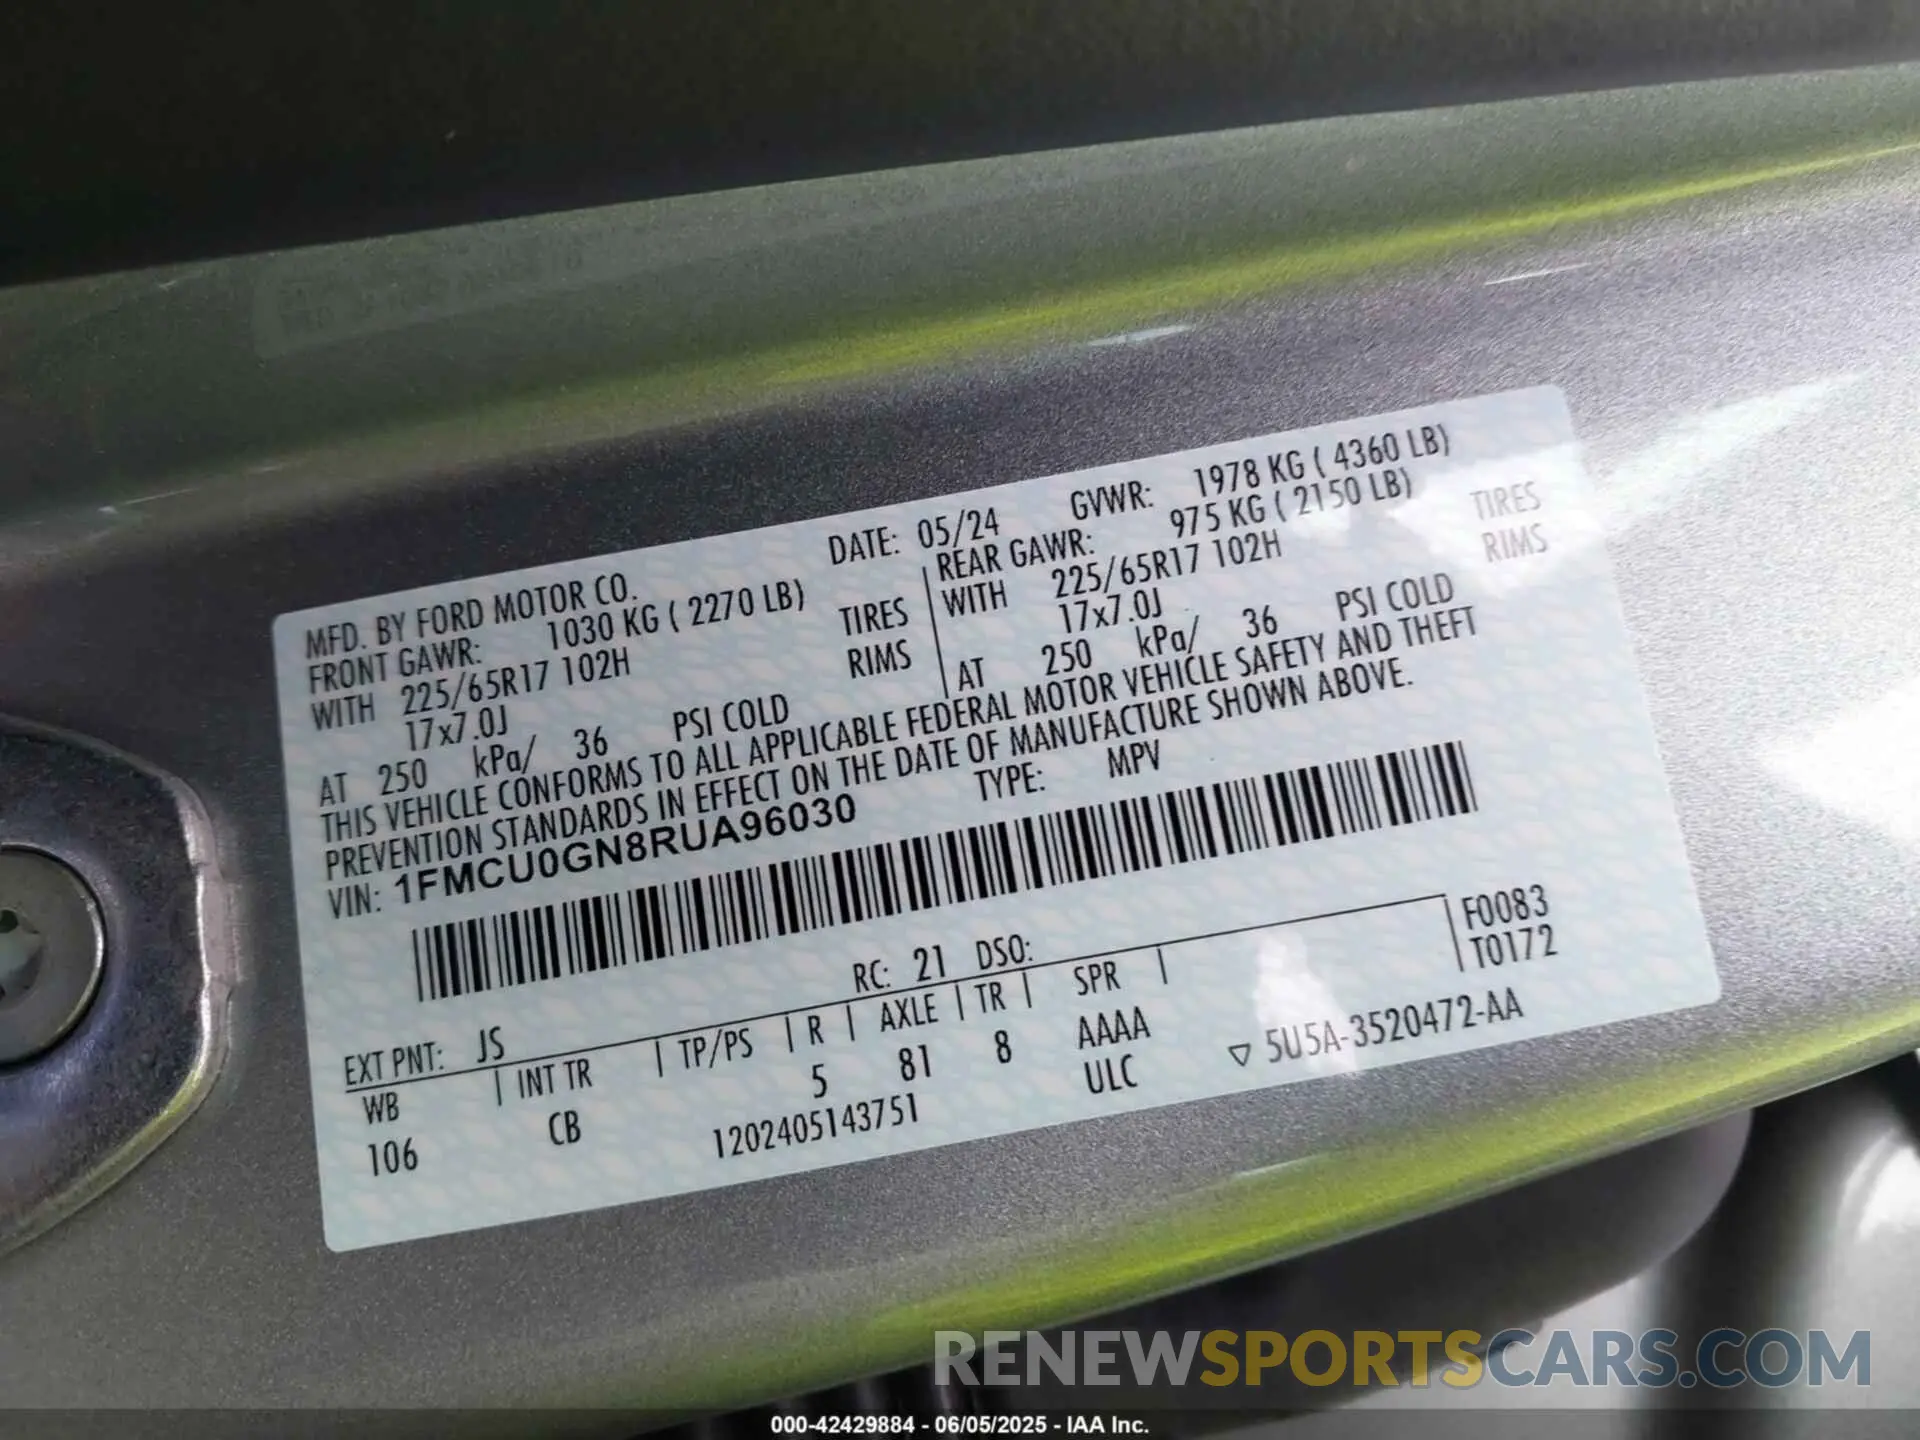 MFD. BY FORD MOTOR CO. DATE: 05/24 GVWR: 1978 KG ( 4360 LB)
FRONT GAWR: 1030 KG ( 2270 LB) REAR GAWR: 975 KG ( 2150 LB)
WITH 225/65R17 102H TIRES WITH 225/65R17 102H TIRES
17x7.0J RIMS 17x7.0J RIMS
AT 250 kPa/ 36 PSI COLD AT 250 kPa/ 36 PSI COLD
THIS VEHICLE CONFORMS TO ALL APPLICABLE FEDERAL MOTOR VEHICLE SAFETY AND THEFT
PREVENTION STANDARDS IN EFFECT ON THE DATE OF MANUFACTURE SHOWN ABOVE.
VIN: 1FMCU0GN8RUA96030 TYPE: MPV
F0083
T0172
EXT PNT: JS RC: 21 DSO:
WB | INT TR | TP/PS | R | AXLE | TR | SPR |
106 CB 5 81 8 AAAA
1202405143751 ULC ▽ 5U5A-3520472-AA
RENEWSPORTSCARS.COM
000-42429884 - 06/05/2025 - IAA Inc.